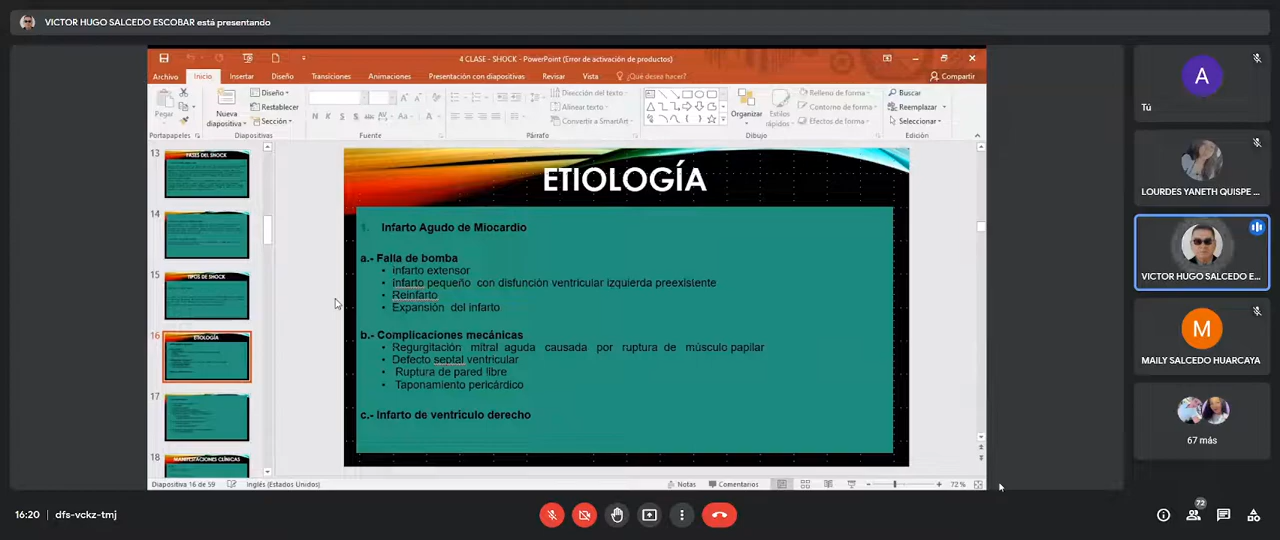 VICTOR HUGO SALCEDO ESCOBAR está presentando
4 CLASE - SHOCK - PowerPoint (Error de activación de productos)
Archivo Inicio Insertar Diseño Transiciones Animaciones Presentación con diapositivas Revisar Vista ¿Qué desea hacer? Compartir
Pegar
Nueva diapositiva
Diseño
Restablecer
Sección
N K S
Dirección del texto
Alinear texto
Convertir a SmartArt
Organizar
Estilos rápidos
Relleno de forma
Contorno de forma
Efectos de forma
Buscar
Reemplazar
Seleccionar
Portapapeles Diapositivas Fuente Párrafo Dibujo Edición
13
FASES DEL SHOCK
14
15
TIPOS DE SHOCK
16
ETIOLOGÍA
17
18
MANIFESTACIONES CLÍNICAS
ETIOLOGÍA
1. Infarto Agudo de Miocardio
a.- Falla de bomba
• infarto extensor
• infarto pequeño con disfunción ventricular izquierda preexistente
• Reinfarto
• Expansión del infarto
b.- Complicaciones mecánicas
• Regurgitación mitral aguda causada por ruptura de músculo papilar
• Defecto septal ventricular
• Ruptura de pared libre
• Taponamiento pericárdico
c.- Infarto de ventrículo derecho
Diapositiva 16 de 59 Inglés (Estados Unidos) Notas Comentarios 72 %
A
Tú
LOURDES YANETH QUISPE ...
VICTOR HUGO SALCEDO E...
M
MAILY SALCEDO HUARCAYA
67 más
16:20 dfs-vckz-tmj
72